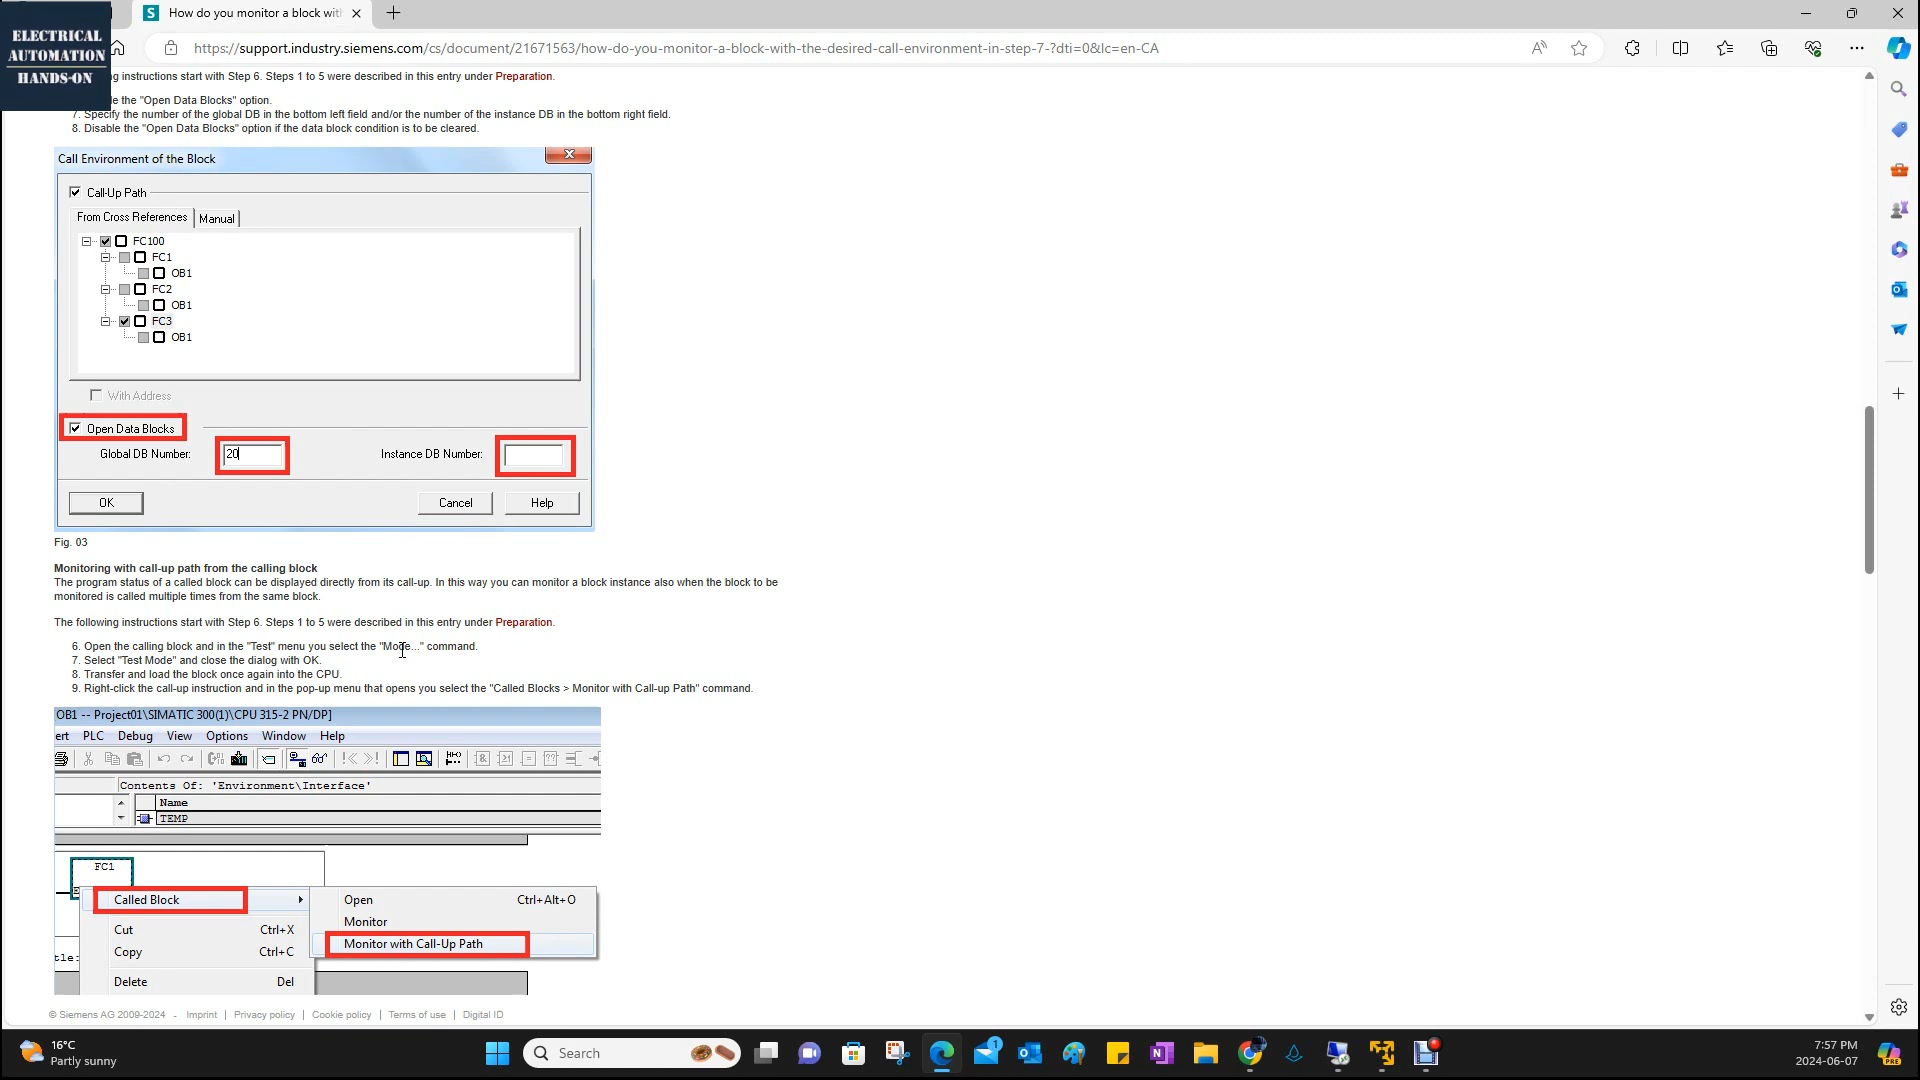 ELECTRICAL
AUTOMATION
HANDS-ON
How do you monitor a block wit
https://support.industry.siemens.com/cs/document/21671563/how-do-you-monitor-a-block-with-the-desired-call-environment-in-step-7-?dti=0&lc=en-CA
g instructions start with Step 6. Steps 1 to 5 were described in this entry under Preparation.
le the "Open Data Blocks" option.
7. Specify the number of the global DB in the bottom left field and/or the number of the instance DB in the bottom right field.
8. Disable the "Open Data Blocks" option if the data block condition is to be cleared.
Call Environment of the Block
Call-Up Path
From Cross References
Manual
FC100
FC1
OB1
FC2
OB1
FC3
OB1
With Address
Open Data Blocks
Global DB Number: 20
Instance DB Number:
OK
Cancel
Help
Fig. 03
Monitoring with call-up path from the calling block
The program status of a called block can be displayed directly from its call-up. In this way you can monitor a block instance also when the block to be
monitored is called multiple times from the same block.
The following instructions start with Step 6. Steps 1 to 5 were described in this entry under Preparation.
6. Open the calling block and in the "Test" menu you select the "Mode..." command.
7. Select "Test Mode" and close the dialog with OK.
8. Transfer and load the block once again into the CPU.
9. Right-click the call-up instruction and in the pop-up menu that opens you select the "Called Blocks > Monitor with Call-up Path" command.
OB1 -- Project01\SIMATIC 300(1)\CPU 315-2 PN/DP]
ert PLC Debug View Options Window Help
Contents Of: 'Environment\Interface'
Name
TEMP
FC1
Called Block
Open Ctrl+Alt+O
Monitor
Cut Ctrl+X
Monitor with Call-Up Path
Copy Ctrl+C
tle:
Delete Del
© Siemens AG 2009-2024 - Imprint | Privacy policy | Cookie policy | Terms of use | Digital ID
16°C
Partly sunny
Search
1
7:57 PM
2024-06-07